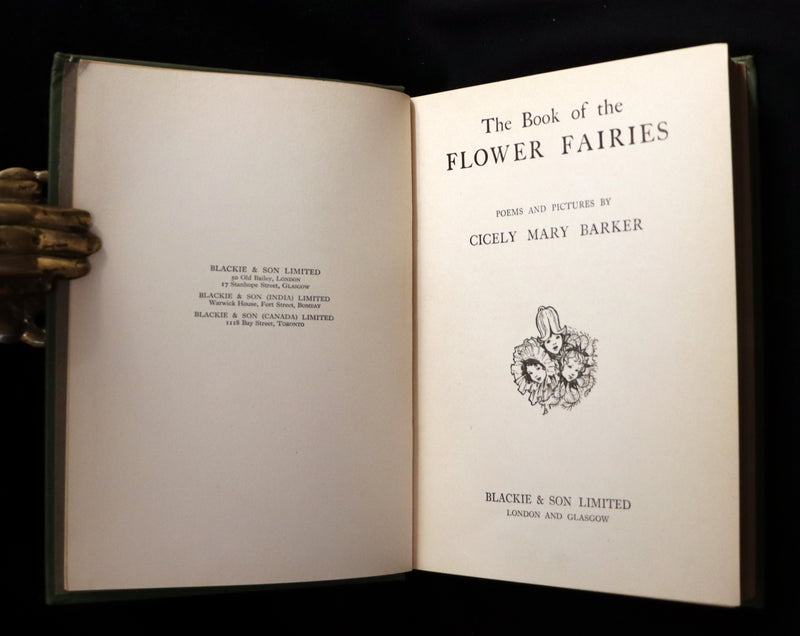 BLACKIE & SON LIMITED
50 Old Bailey, LONDON
17 Stanhope Street, GLASGOW
BLACKIE & SON (INDIA) LIMITED
Warwick House, Fort Street, BOMBAY
BLACKIE & SON (CANADA) LIMITED
1118 Bay Street, TORONTO
The Book of the
FLOWER FAIRIES
POEMS AND PICTURES BY
CICELY MARY BARKER
BLACKIE & SON LIMITED
LONDON AND GLASGOW